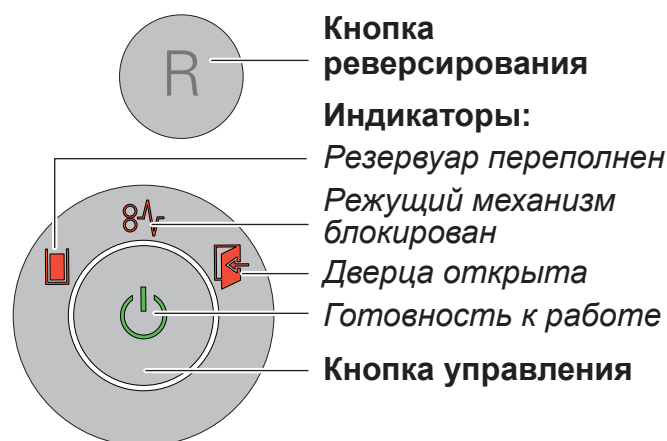 R
Кнопка
реверсирования
Индикаторы:
Резервуар переполнен
Режущий механизм
блокирован
Дверца открыта
Готовность к работе
Кнопка управления